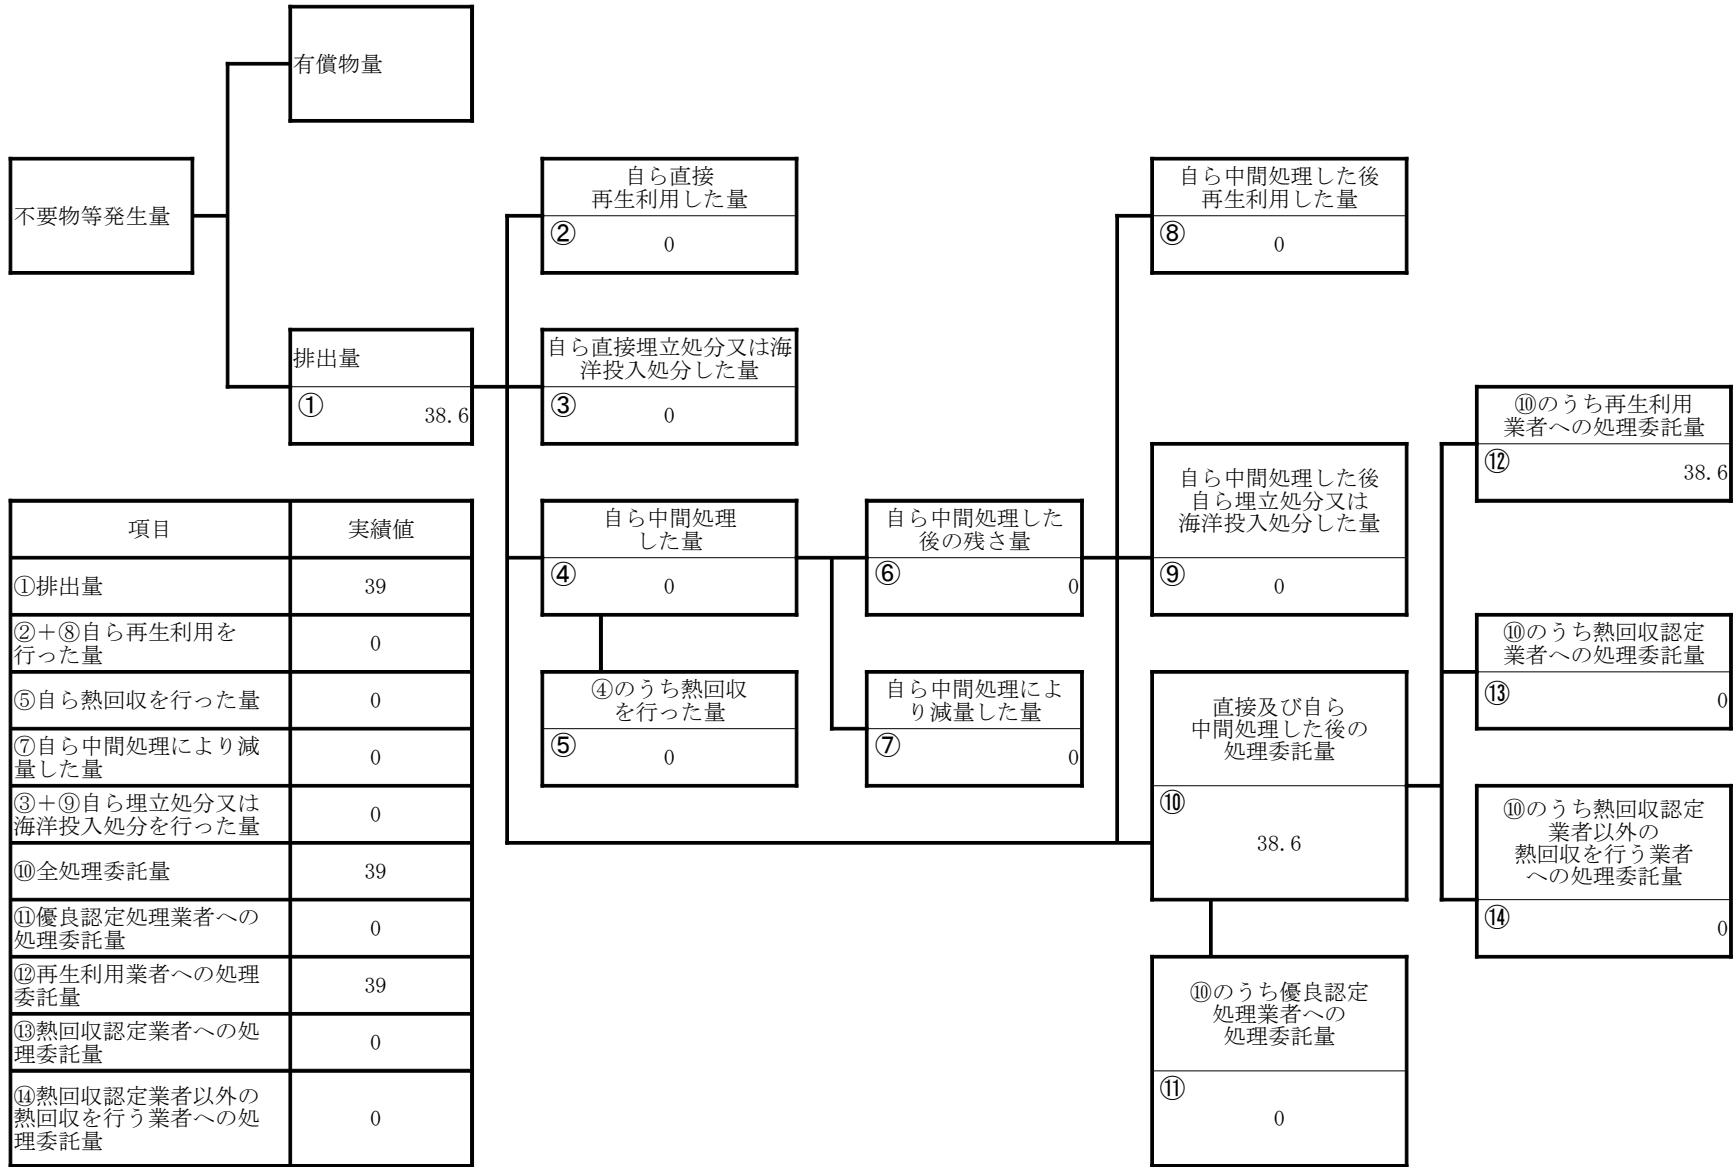 有償物量
不要物等発生量
排出量
①
38.6
自ら直接
再生利用した量
②
0
自ら直接埋立処分又は海
洋投入処分した量
③
0
自ら中間処理
した量
④
0
④のうち熱回収
を行った量
⑤
0
自ら中間処理した
後の残さ量
⑥
0
自ら中間処理によ
り減量した量
⑦
0
自ら中間処理した後
再生利用した量
⑧
0
自ら中間処理した後
自ら埋立処分又は
海洋投入処分した量
⑨
0
直接及び自ら
中間処理した後の
処理委託量
⑩
38.6
⑩のうち優良認定
処理業者への
処理委託量
⑪
0
⑩のうち再生利用
業者への処理委託量
⑫
38.6
⑩のうち熱回収認定
業者への処理委託量
⑬
0
⑩のうち熱回収認定
業者以外の
熱回収を行う業者
への処理委託量
⑭
0
項目 実績値
①排出量 39
②+⑧自ら再生利用を
行った量 0
⑤自ら熱回収を行った量 0
⑦自ら中間処理により減
量した量 0
③+⑨自ら埋立処分又は
海洋投入処分を行った量 0
⑩全処理委託量 39
⑪優良認定処理業者への
処理委託量 0
⑫再生利用業者への処理
委託量 39
⑬熱回収認定業者への処
理委託量 0
⑭熱回収認定業者以外の
熱回収を行う業者への処
理委託量 0